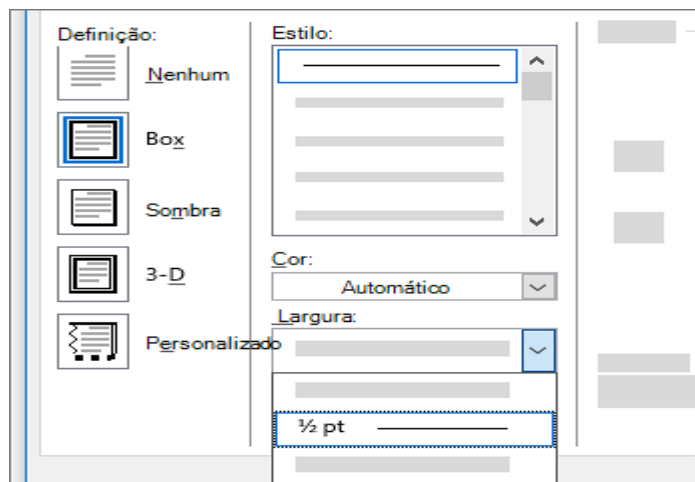 Definição:
Nenhum
Box
Sombra
3-D
Personalizado
Estilo:
Cor:
Automático
Largura:
½ pt